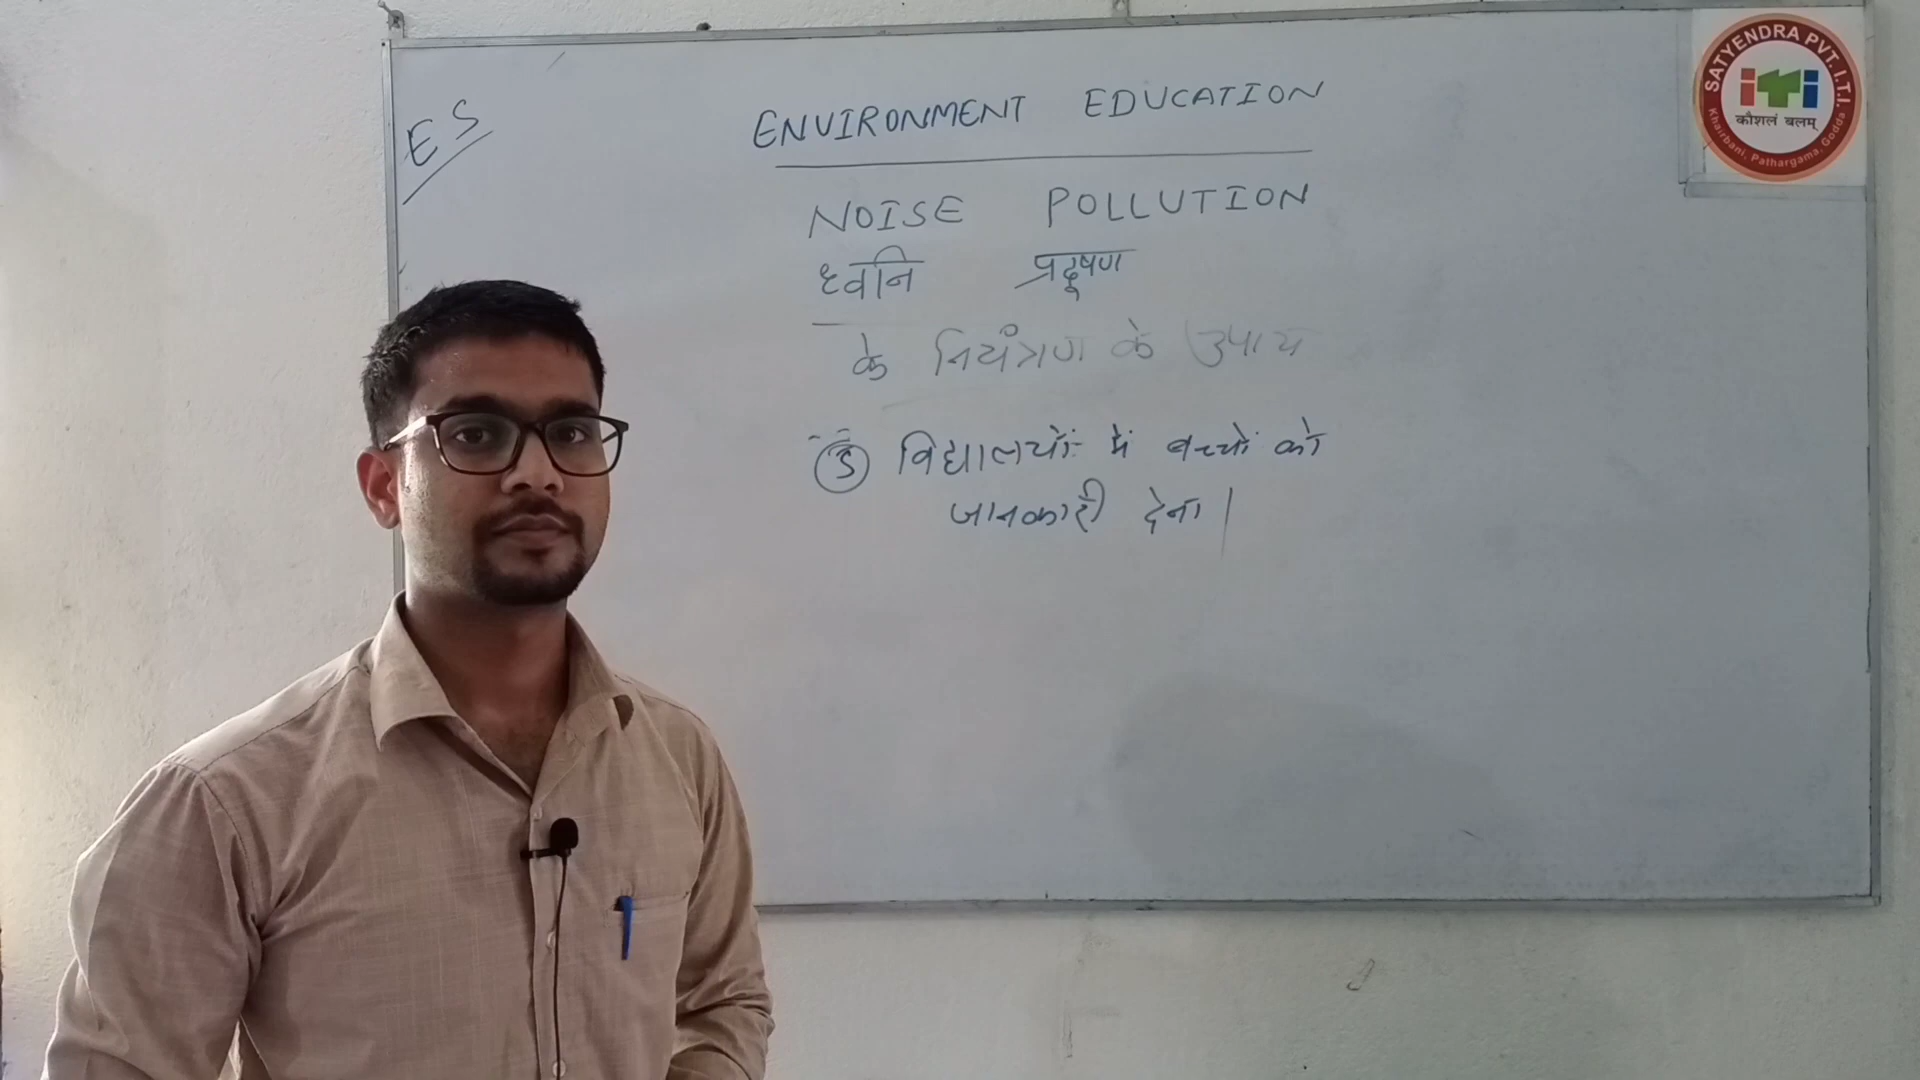 ES
ENVIRONMENT EDUCATION
NOISE POLLUTION
ध्वनि प्रदूषण
के नियंत्रण के उपाय
5 विद्यालयों में बच्चों को
जानकारी देना।
SATYENDRA PVT. I.T.I.
iTi
कौशलं बलम्
Khairbani, Pathargama, Godda